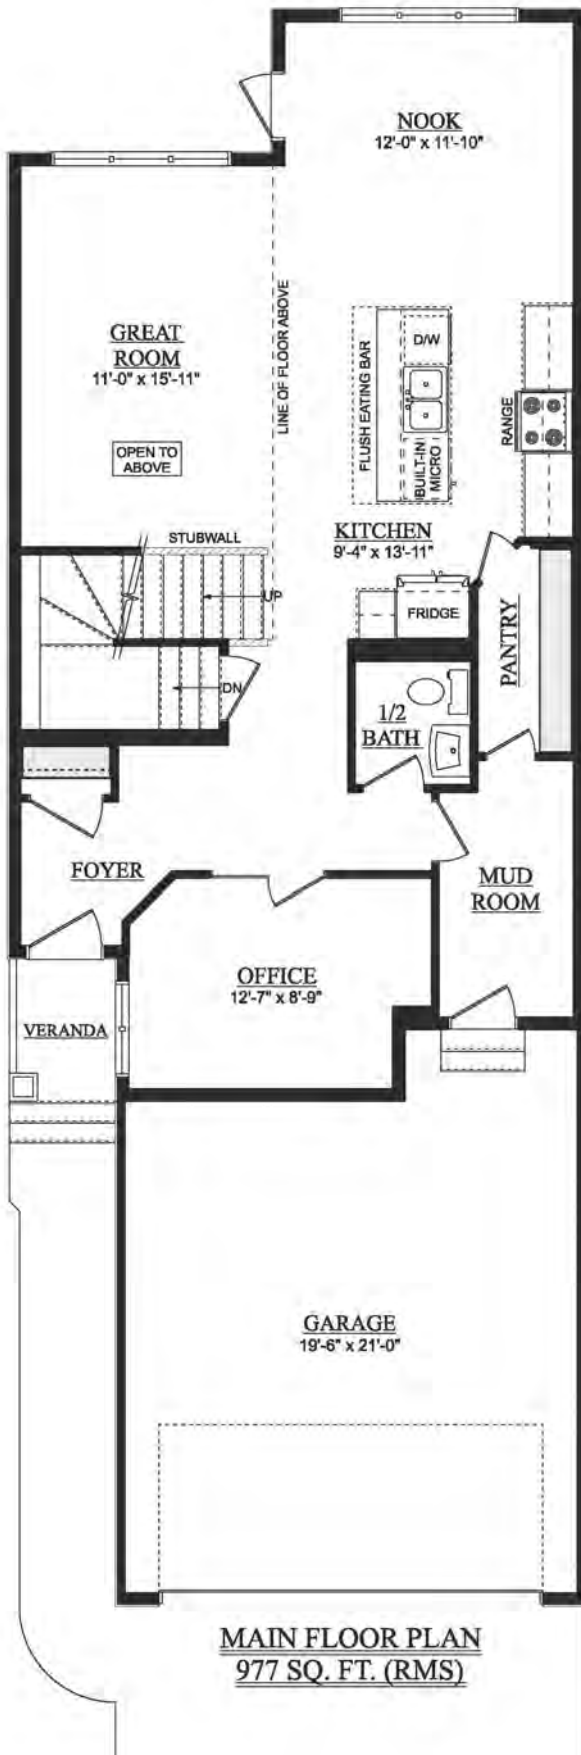 NOOK
12'-0" x 11'-10"
GREAT
ROOM
11'-0" x 15'-11"
OPEN TO
ABOVE
LINE OF FLOOR ABOVE
FLUSH EATING BAR
D/W
BUILT-IN
MICRO
RANGE
KITCHEN
9'-4" x 13'-11"
STUBWALL
UP
FRIDGE
PANTRY
DN
1/2
BATH
FOYER
MUD
ROOM
OFFICE
12'-7" x 8'-9"
VERANDA
GARAGE
19'-6" x 21'-0"
MAIN FLOOR PLAN
977 SQ. FT. (RMS)